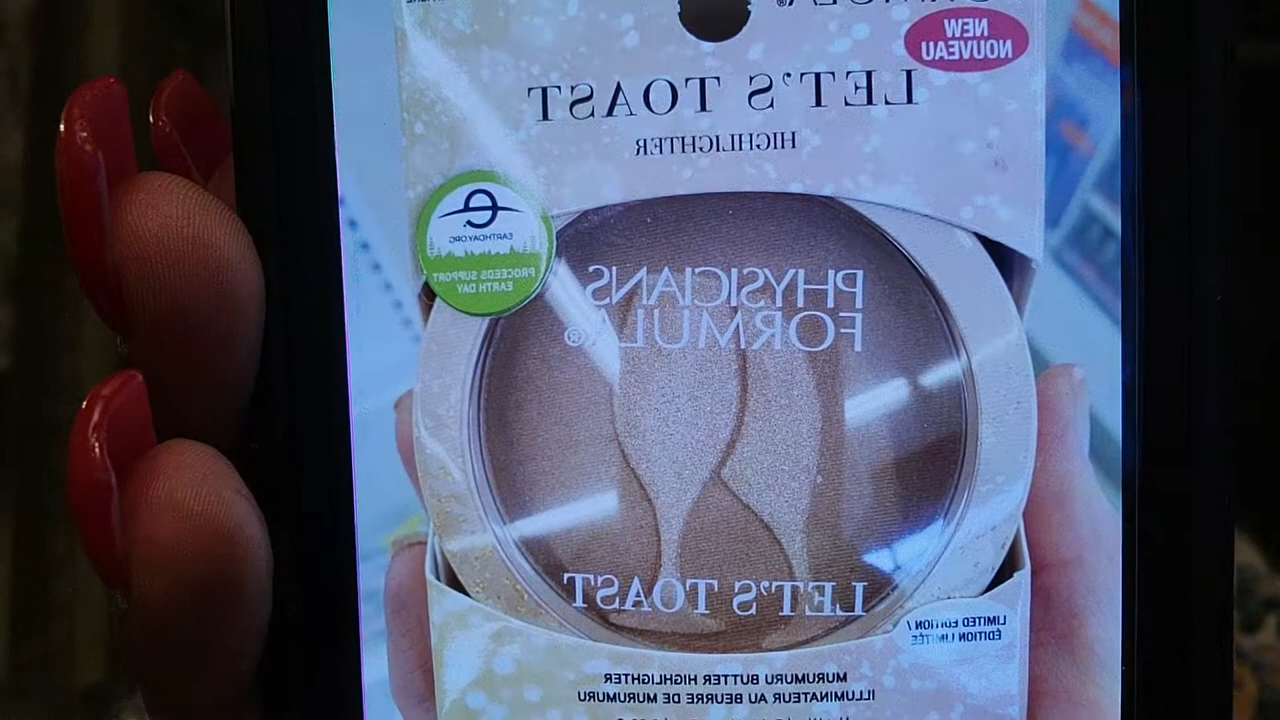 NEW
NOUVEAU
LET'S TOAST
HIGHLIGHTER
e
EARTHDAY.ORG
PROCEEDS SUPPORT
EARTH DAY
PHYSICIANS
FORMULA®
LET'S TOAST
LIMITED EDITION /
ÉDITION LIMITÉE
MURUMURU BUTTER HIGHLIGHTER
ILLUMINATEUR AU BEURRE DE MURUMURU